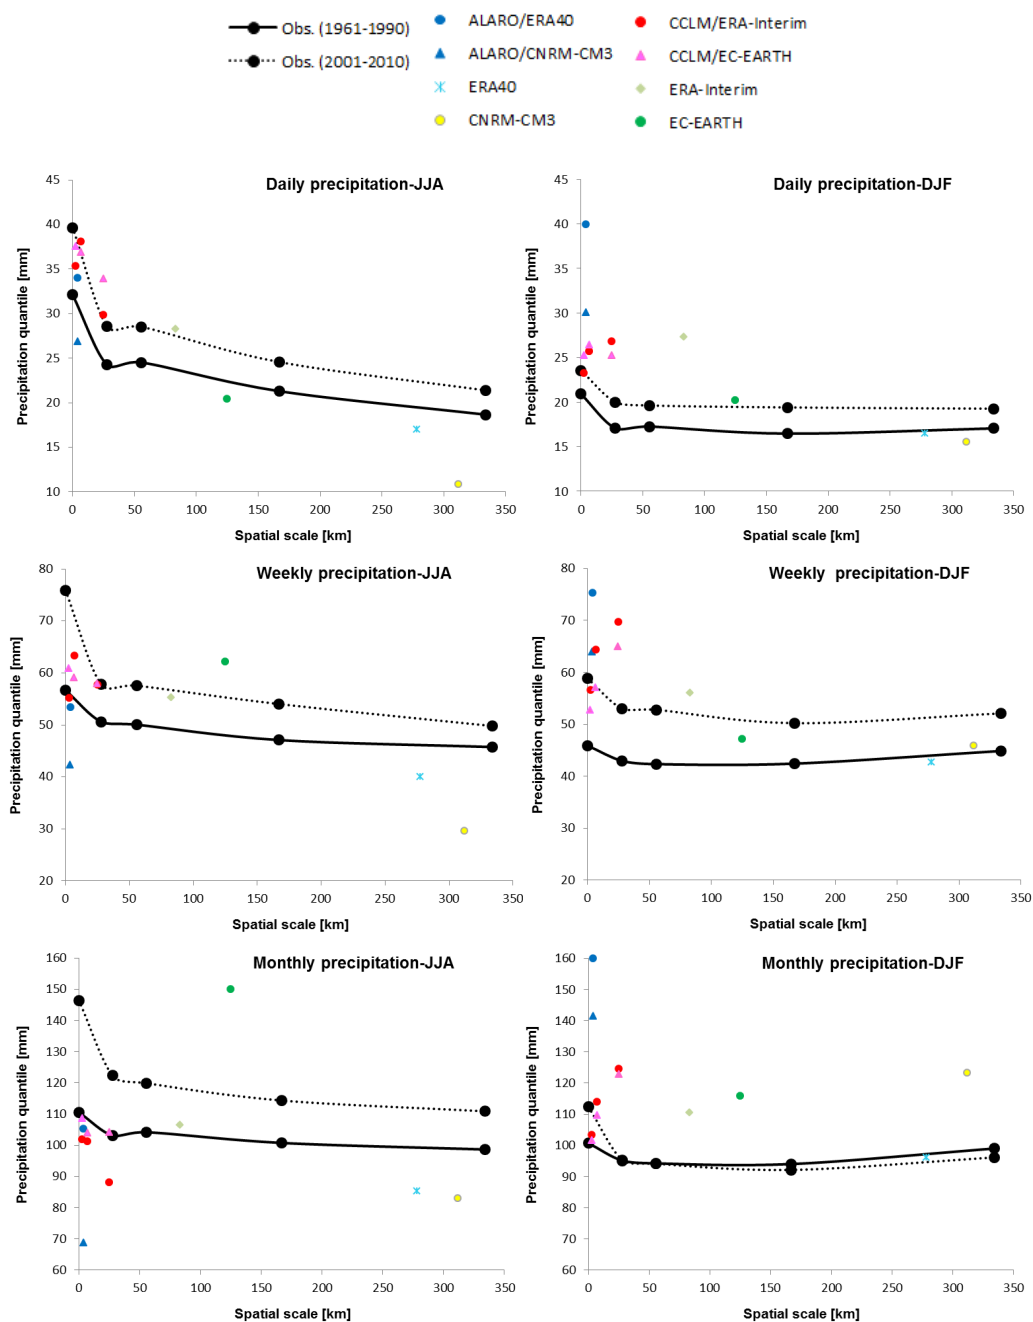 Obs. (1961-1990)
Obs. (2001-2010)
ALARO/ERA40
ALARO/CNRM-CM3
ERA40
CNRM-CM3
CCLM/ERA-Interim
CCLM/EC-EARTH
ERA-Interim
EC-EARTH
Daily precipitation-JJA
Precipitation quantile [mm]
45
40
35
30
25
20
15
10
0 50 100 150 200 250 300 350
Spatial scale [km]
Daily precipitation-DJF
Precipitation quantile [mm]
45
40
35
30
25
20
15
10
0 50 100 150 200 250 300 350
Spatial scale [km]
Weekly precipitation-JJA
Precipitation quantile [mm]
80
70
60
50
40
30
20
0 50 100 150 200 250 300 350
Spatial scale [km]
Weekly precipitation-DJF
Precipitation quantile [mm]
80
70
60
50
40
30
20
0 50 100 150 200 250 300 350
Spatial scale [km]
Monthly precipitation-JJA
Precipitation quantile [mm]
160
150
140
130
120
110
100
90
80
70
60
0 50 100 150 200 250 300 350
Spatial scale [km]
Monthly precipitation-DJF
Precipitation quantile [mm]
160
150
140
130
120
110
100
90
80
70
60
0 50 100 150 200 250 300 350
Spatial scale [km]